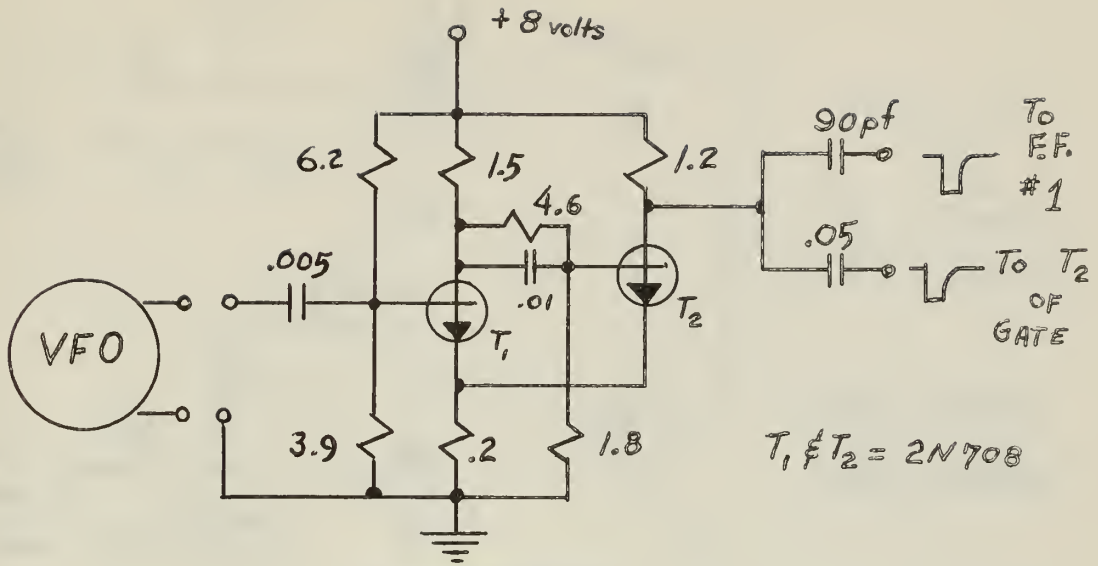 + 8 volts
6.2
1.5
1.2
90pf
To
F.F.
#1
4.6
.005
.01
.05
To T2
OF
GATE
VFO
T1
T2
3.9
.2
1.8
T1 & T2 = 2N708